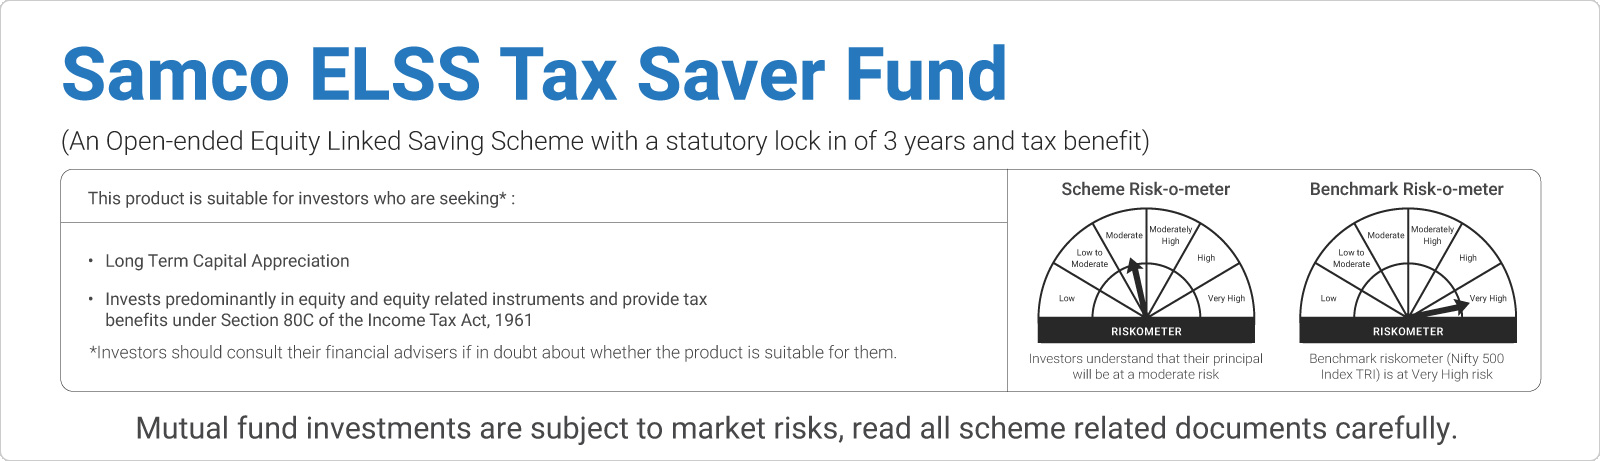 Samco ELSS Tax Saver Fund
(An Open-ended Equity Linked Saving Scheme with a statutory lock in of 3 years and tax benefit)
This product is suitable for investors who are seeking* :
• Long Term Capital Appreciation
• Invests predominantly in equity and equity related instruments and provide tax
benefits under Section 80C of the Income Tax Act, 1961
*Investors should consult their financial advisers if in doubt about whether the product is suitable for them.
Scheme Risk-o-meter
Low
Low to
Moderate
Moderate
Moderately
High
High
Very High
RISKOMETER
Investors understand that their principal
will be at a moderate risk
Benchmark Risk-o-meter
Low
Low to
Moderate
Moderate
Moderately
High
High
Very High
RISKOMETER
Benchmark riskometer (Nifty 500
Index TRI) is at Very High risk
Mutual fund investments are subject to market risks, read all scheme related documents carefully.